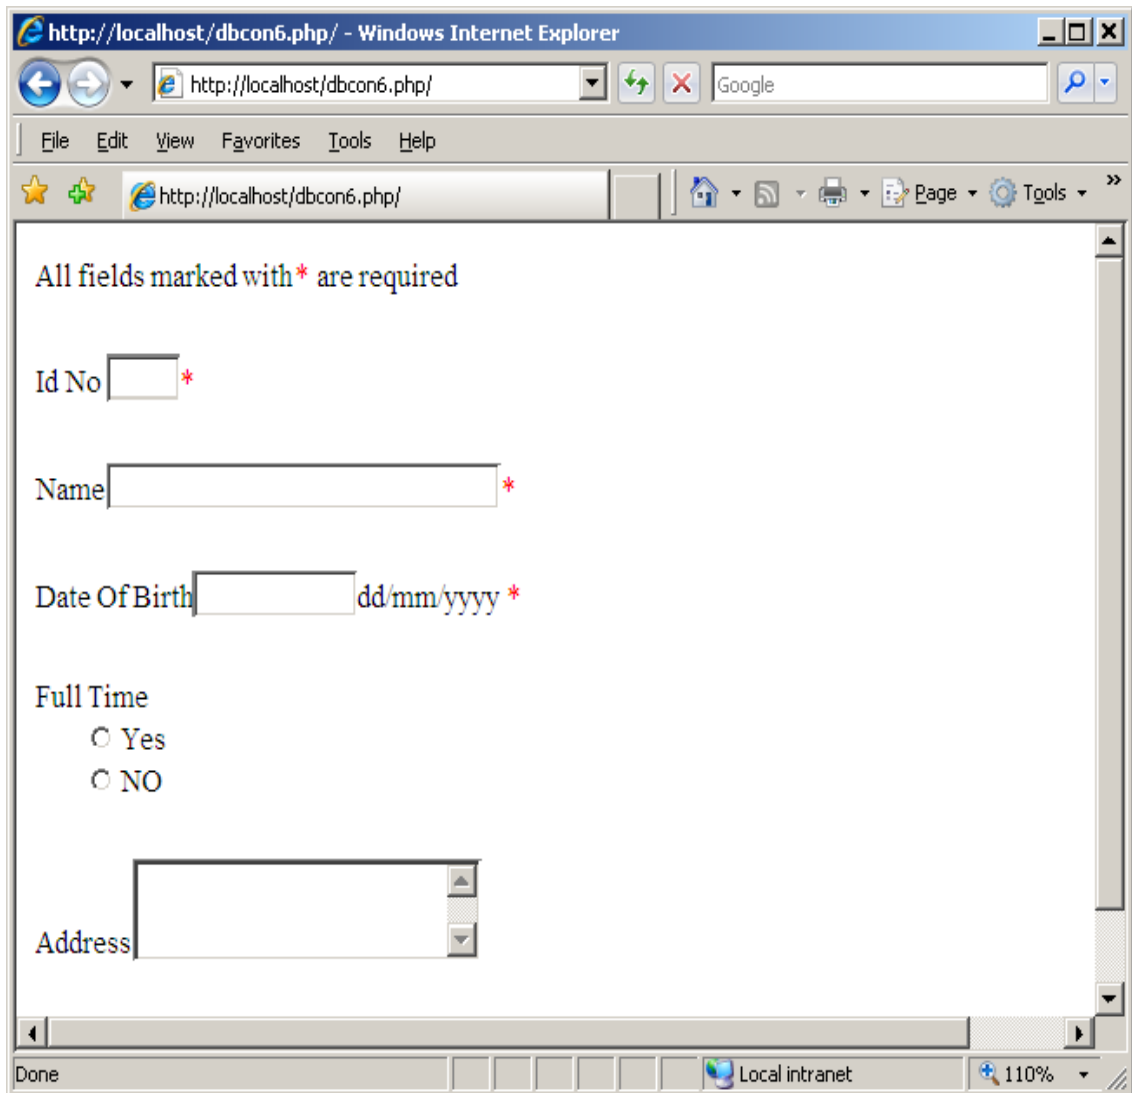 http://localhost/dbcon6.php/ - Windows Internet Explorer
http://localhost/dbcon6.php/ Google
File Edit View Favorites Tools Help
http://localhost/dbcon6.php/ Page Tools »
All fields marked with * are required
Id No *
Name *
Date Of Birth dd/mm/yyyy *
Full Time
Yes
NO
Address
Done Local intranet 110%